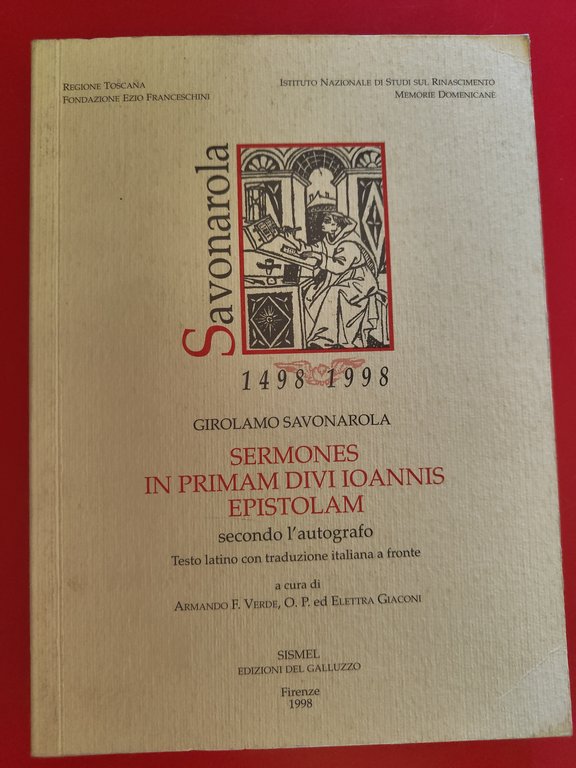 REGIONE TOSCANA
FONDAZIONE EZIO FRANCESCHINI
ISTITUTO NAZIONALE DI STUDI SUL RINASCIMENTO
MEMORIE DOMENICANE
Savonarola
1498 1998
GIROLAMO SAVONAROLA
SERMONES
IN PRIMAM DIVI IOANNIS
EPISTOLAM
secondo l'autografo
Testo latino con traduzione italiana a fronte
a cura di
ARMANDO F. VERDE, O. P. ed ELETTRA GIACONI
SISMEL
EDIZIONI DEL GALLUZZO
Firenze
1998